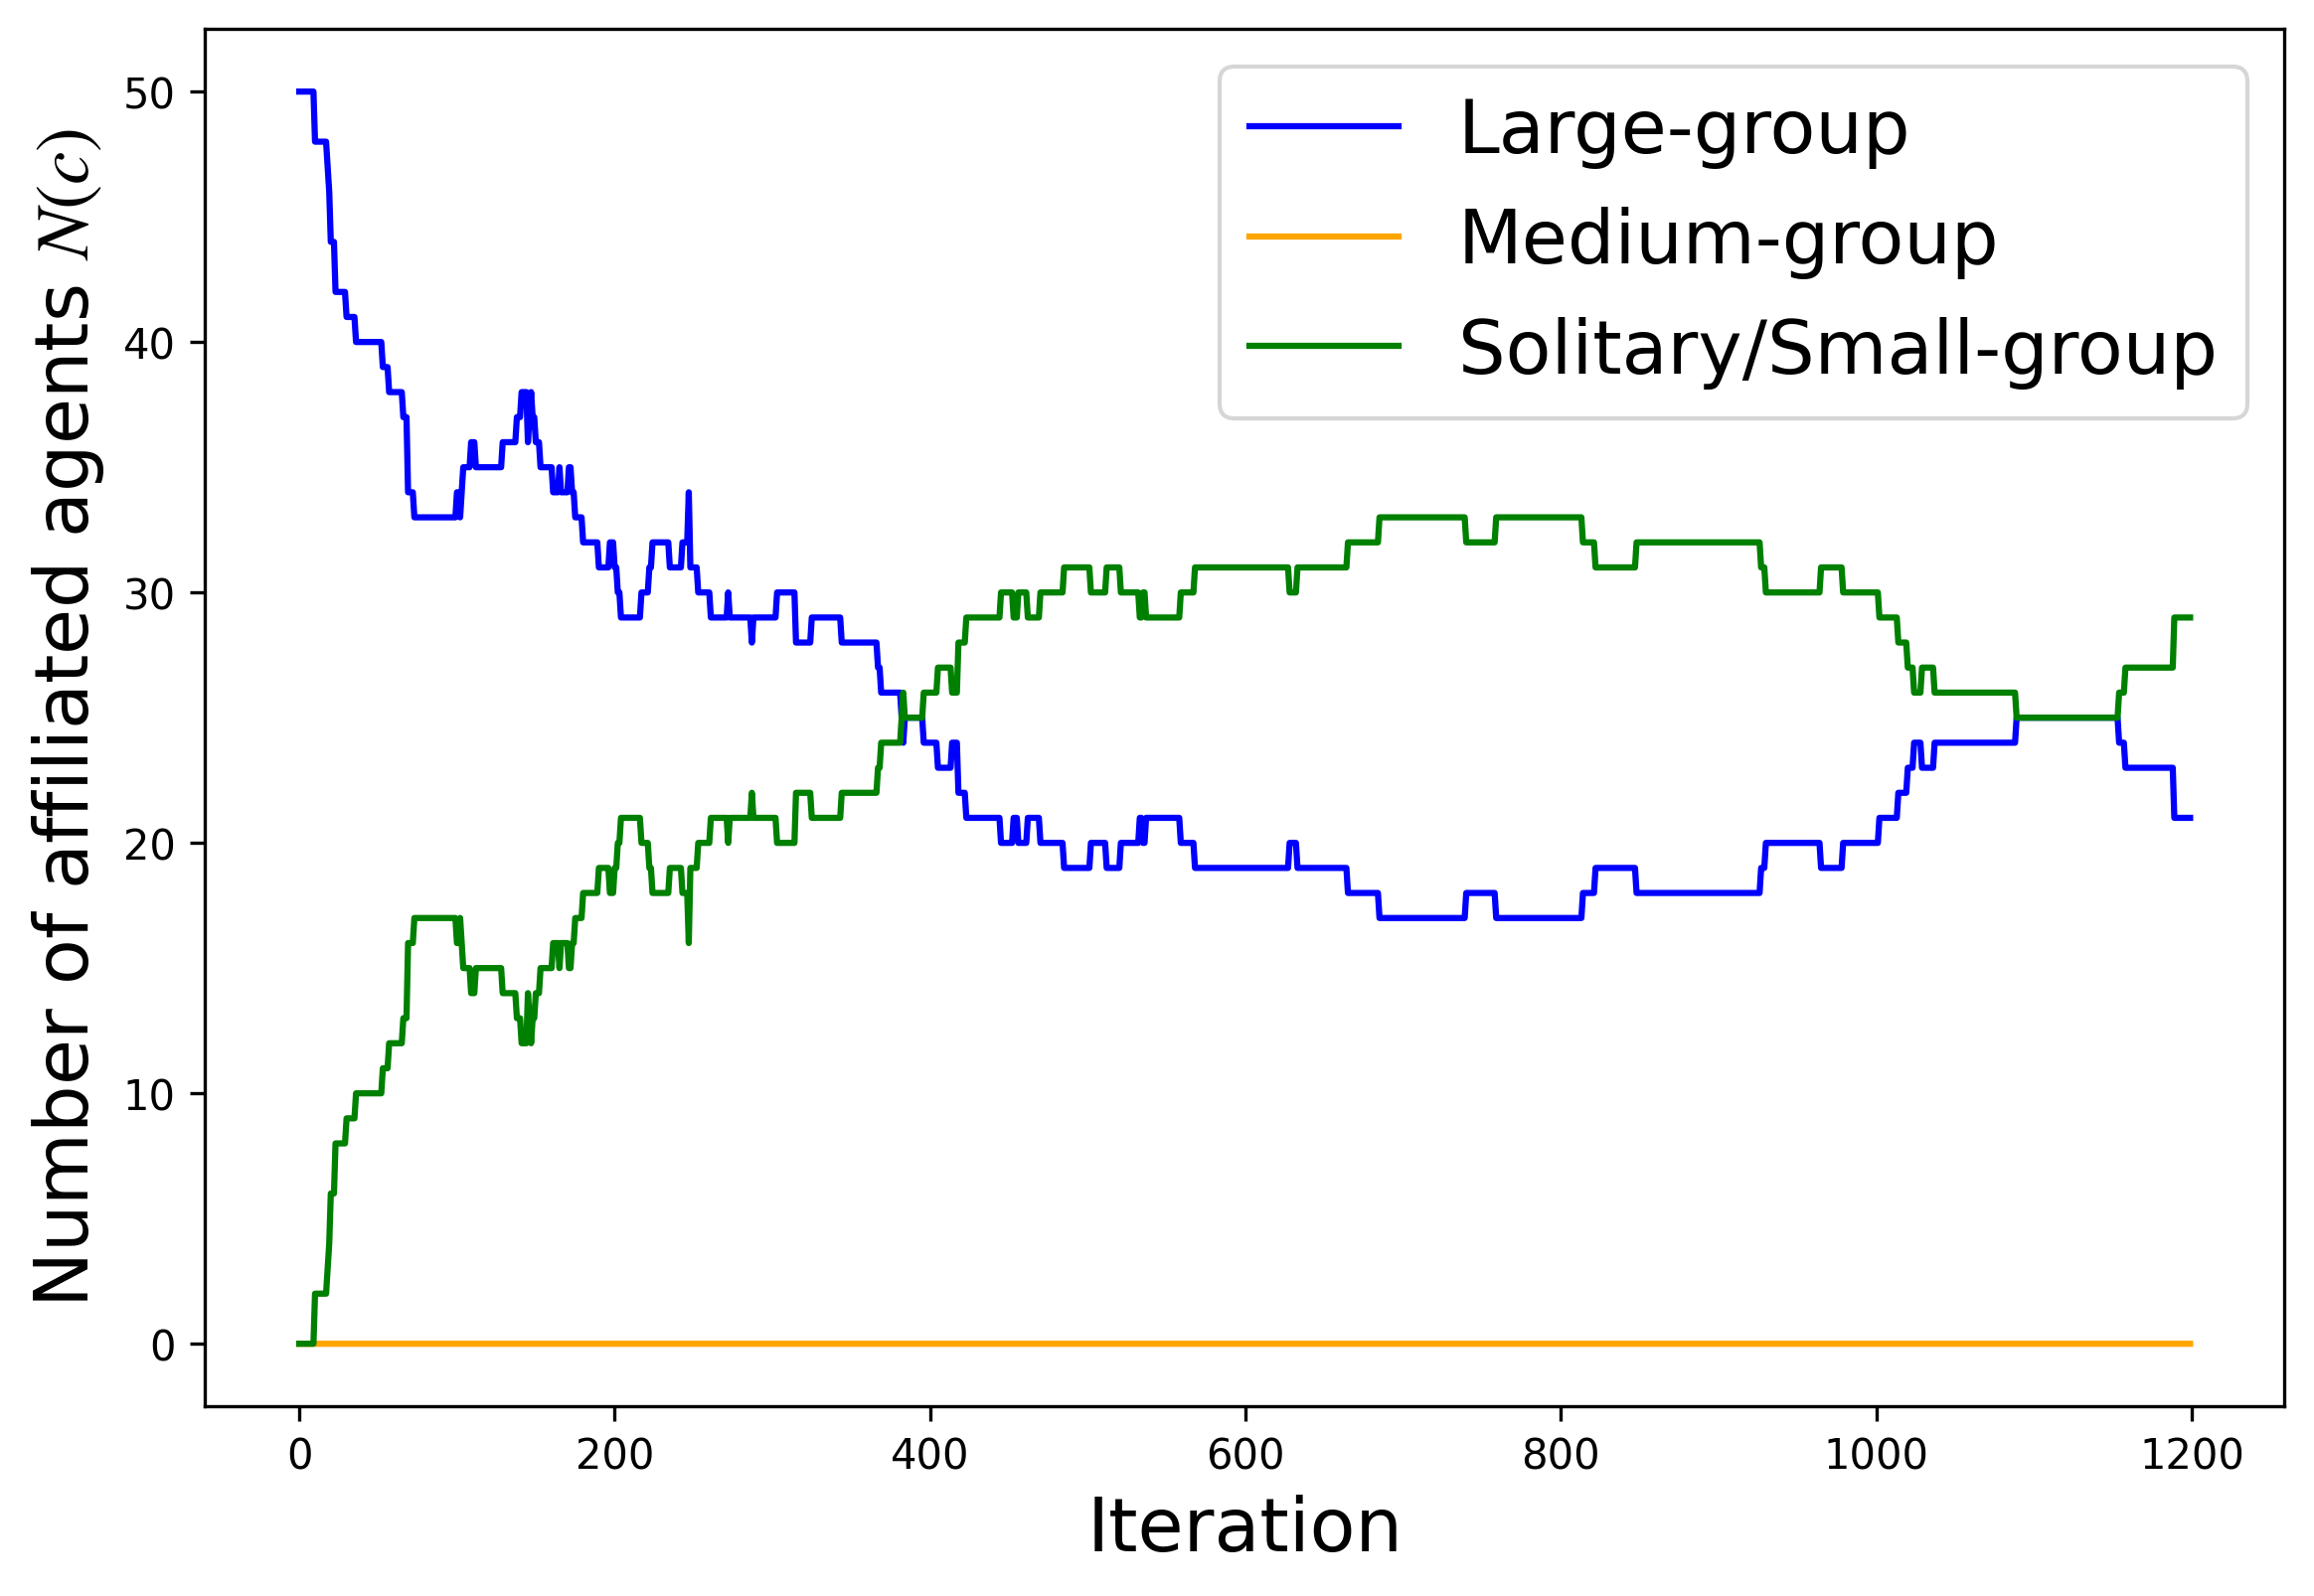 Number of affiliated agents N(c)
50
40
30
20
10
0
Large-group
Medium-group
Solitary/Small-group
0 200 400 600 800 1000 1200
Iteration